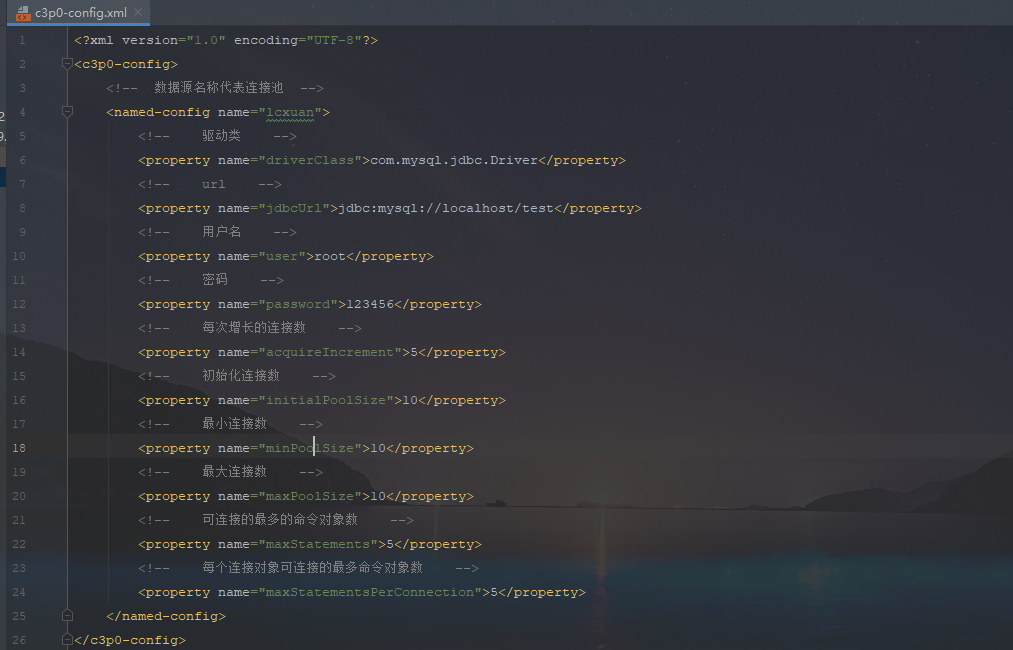 c3p0-config.xml
1 <?xml version="1.0" encoding="UTF-8"?>
2 <c3p0-config>
3 <!-- 数据源名称代表连接池 -->
4 <named-config name="lcxuan">
5 <!-- 驱动类 -->
6 <property name="driverClass">com.mysql.jdbc.Driver</property>
7 <!-- url -->
8 <property name="jdbcUrl">jdbc:mysql://localhost/test</property>
9 <!-- 用户名 -->
10 <property name="user">root</property>
11 <!-- 密码 -->
12 <property name="password">123456</property>
13 <!-- 每次增长的连接数 -->
14 <property name="acquireIncrement">5</property>
15 <!-- 初始化连接数 -->
16 <property name="initialPoolSize">10</property>
17 <!-- 最小连接数 -->
18 <property name="minPoolSize">10</property>
19 <!-- 最大连接数 -->
20 <property name="maxPoolSize">10</property>
21 <!-- 可连接的最多的命令对象数 -->
22 <property name="maxStatements">5</property>
23 <!-- 每个连接对象可连接的最多命令对象数 -->
24 <property name="maxStatementsPerConnection">5</property>
25 </named-config>
26 </c3p0-config>